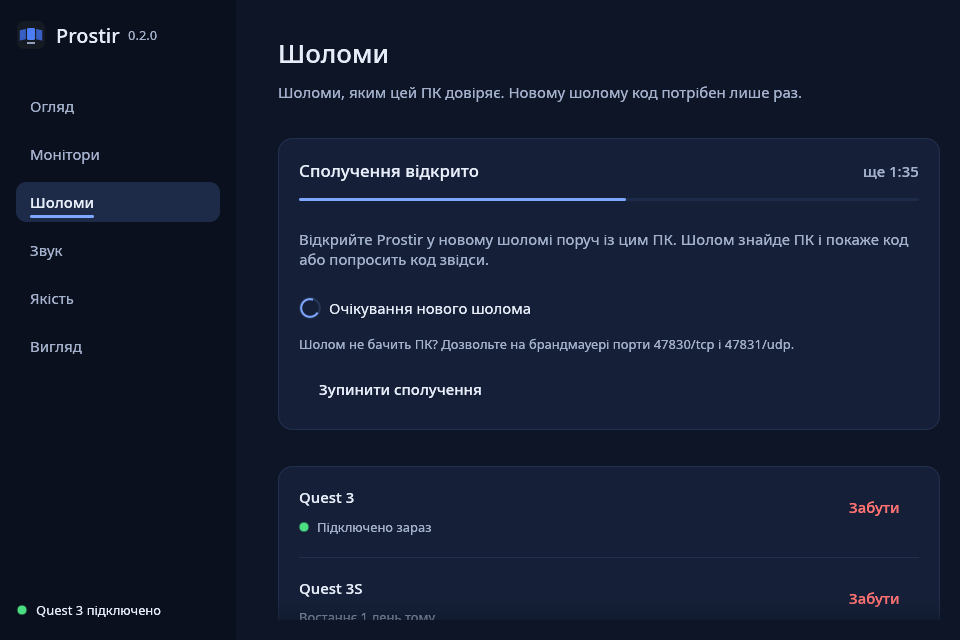 Prostir 0.2.0
Огляд
Монітори
Шоломи
Звук
Якість
Вигляд
Quest 3 підключено
Шоломи
Шоломи, яким цей ПК довіряє. Новому шолому код потрібен лише раз.
Сполучення відкрито
ще 1:35
Відкрийте Prostir у новому шоломі поруч із цим ПК. Шолом знайде ПК і покаже код
або попросить код звідси.
Очікування нового шолома
Шолом не бачить ПК? Дозвольте на брандмауері порти 47830/tcp і 47831/udp.
Зупинити сполучення
Quest 3
Підключено зараз
Забути
Quest 3S
Востаннє 1 день тому
Забути